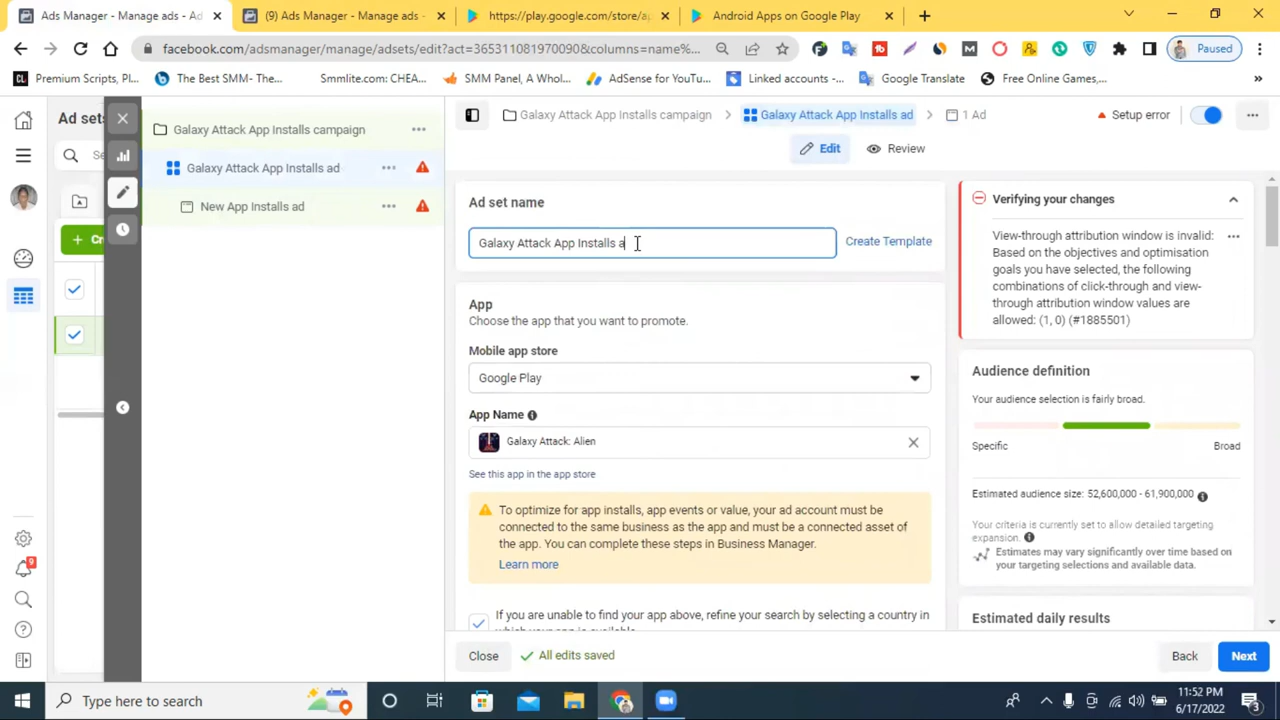 Ads Manager - Manage ads - Ad
(9) Ads Manager - Manage ads -
https://play.google.com/store/ap
Android Apps on Google Play
facebook.com/adsmanager/manage/adsets/edit?act=365311081970090&columns=name%...
Paused
Premium Scripts, Pl...
The Best SMM- The...
Smmlite.com: CHEA...
SMM Panel, A Whol...
AdSense for YouTu...
Linked accounts -...
Google Translate
Free Online Games,...
»
Ad sets
Se
Cr
Galaxy Attack App Installs campaign
Galaxy Attack App Installs ad
New App Installs ad
Galaxy Attack App Installs campaign
Galaxy Attack App Installs ad
1 Ad
Setup error
Edit
Review
Ad set name
Galaxy Attack App Installs a
Create Template
App
Choose the app that you want to promote.
Mobile app store
Google Play
App Name
Galaxy Attack: Alien
See this app in the app store
To optimize for app installs, app events or value, your ad account must be
connected to the same business as the app and must be a connected asset of
the app. You can complete these steps in Business Manager.
Learn more
If you are unable to find your app above, refine your search by selecting a country in
which your app is available.
Verifying your changes
View-through attribution window is invalid:
Based on the objectives and optimisation
goals you have selected, the following
combinations of click-through and view-
through attribution window values are
allowed: (1, 0) (#1885501)
Audience definition
Your audience selection is fairly broad.
Specific
Broad
Estimated audience size: 52,600,000 - 61,900,000
Your criteria is currently set to allow detailed targeting
expansion.
Estimates may vary significantly over time based on
your targeting selections and available data.
Estimated daily results
Close
All edits saved
Back
Next
9
Type here to search
11:52 PM
6/17/2022
3